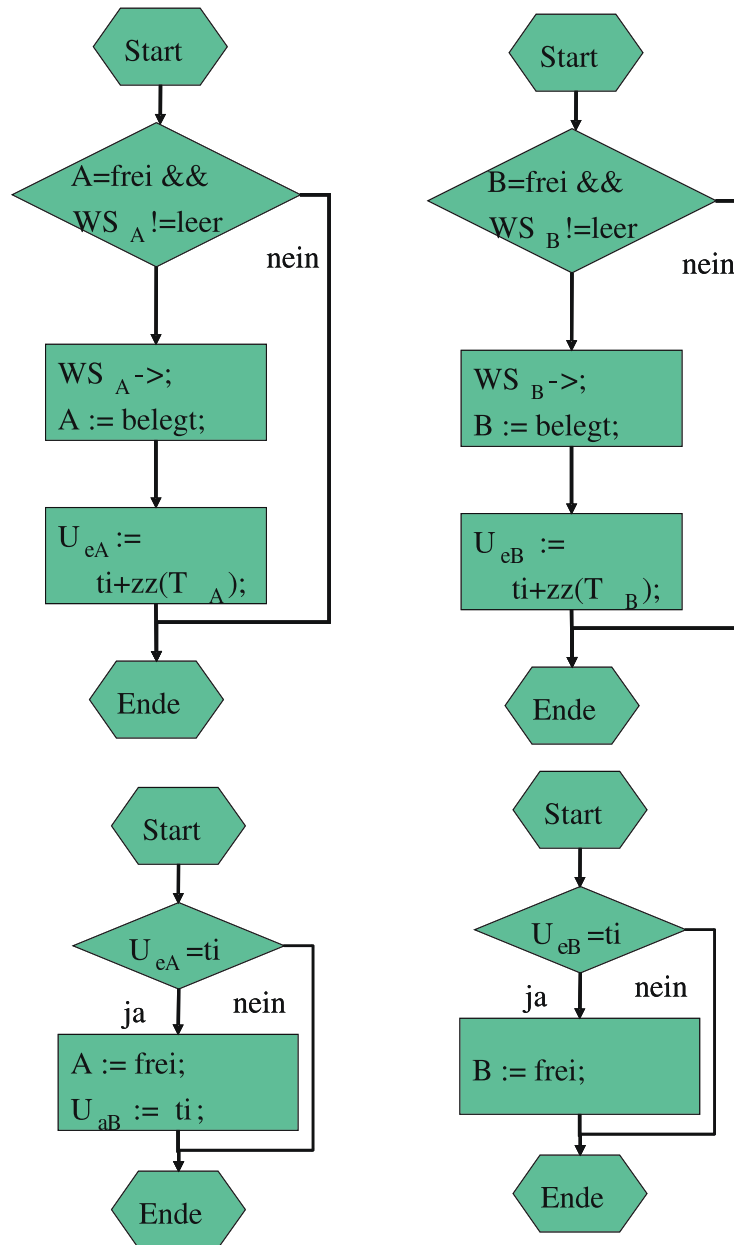 Start
A=frei &&
WS A !=leer
nein
WS A ->;
A := belegt;
U eA :=
ti+zz(T A );
Ende
Start
B=frei &&
WS B !=leer
nein
WS B ->;
B := belegt;
U eB :=
ti+zz(T B );
Ende
Start
U eA =ti
ja
nein
A := frei;
U aB := ti ;
Ende
Start
U eB =ti
ja
nein
B := frei;
Ende